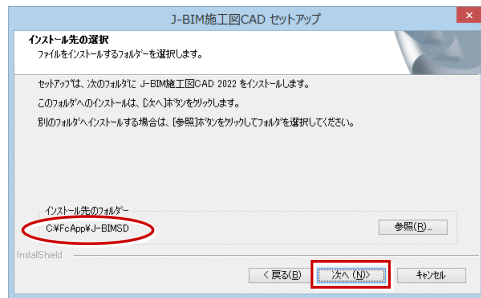 J-BIM施工図CAD セットアップ
インストール先の選択
ファイルをインストールするフォルダーを選択します。
セットアップは、次のフォルダに J-BIM施工図CAD 2022 をインストールします。
このフォルダへのインストールは、[次へ]ボタンをクリックします。
別のフォルダへインストールする場合は、[参照]ボタンをクリックしてフォルダを選択してください。
インストール先のフォルダー
C:¥FcApp¥J-BIMSD
参照(R)...
InstallShield
< 戻る(B)
次へ (N)>
キャンセル